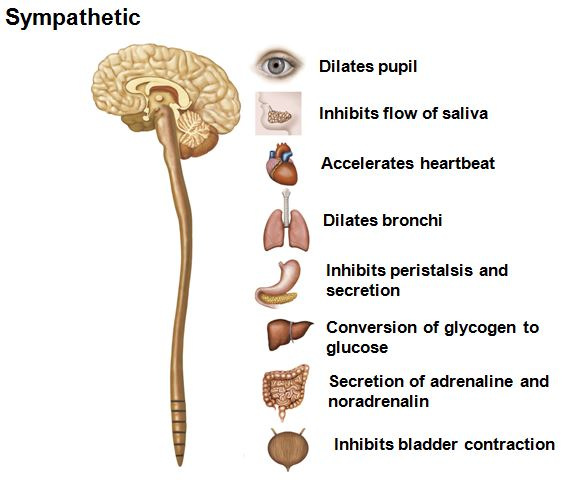 Sympathetic
Dilates pupil
Inhibits flow of saliva
Accelerates heartbeat
Dilates bronchi
Inhibits peristalsis and
secretion
Conversion of glycogen to
glucose
Secretion of adrenaline and
noradrenalin
Inhibits bladder contraction